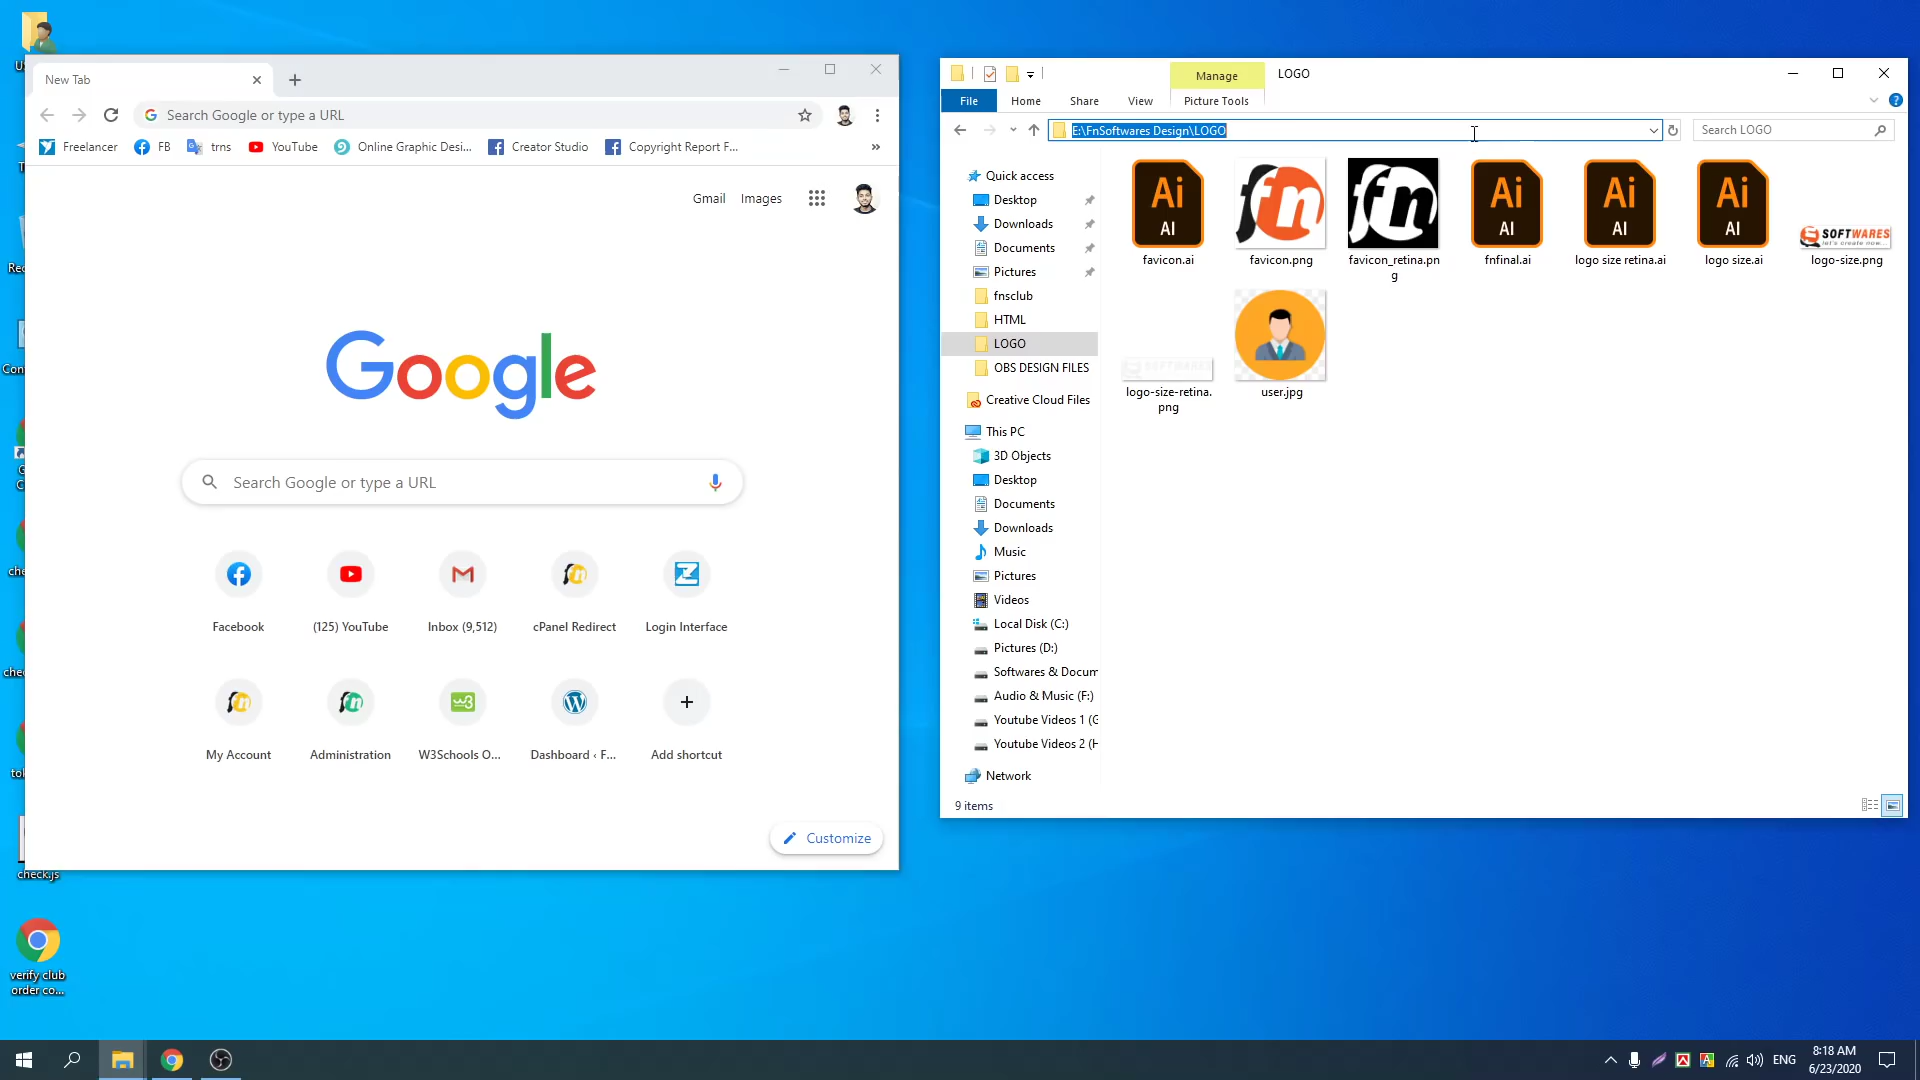 New Tab
Search Google or type a URL
Freelancer
FB
trns
YouTube
Online Graphic Desi...
Creator Studio
Copyright Report F...
»
Gmail
Images
Google
Search Google or type a URL
Facebook
(125) YouTube
Inbox (9,512)
cPanel Redirect
Login Interface
My Account
Administration
W3Schools O...
Dashboard ‹ F...
Add shortcut
Customize
check.js
verify club
order co...
Manage
LOGO
File
Home
Share
View
Picture Tools
E:\FnSoftwares Design\LOGO
Search LOGO
Quick access
Desktop
Downloads
Documents
Pictures
fnsclub
HTML
LOGO
OBS DESIGN FILES
Creative Cloud Files
This PC
3D Objects
Desktop
Documents
Downloads
Music
Pictures
Videos
Local Disk (C:)
Pictures (D:)
Softwares & Docum
Audio & Music (F:)
Youtube Videos 1 (G
Youtube Videos 2 (H
Network
Ai
AI
favicon.ai
fn
favicon.png
fn
favicon_retina.pn
g
Ai
AI
fnfinal.ai
Ai
AI
logo size retina.ai
Ai
AI
logo size.ai
SOFTWARES
let's create now...
logo-size.png
SOFTWARES
logo-size-retina.
png
user.jpg
9 items
ENG
8:18 AM
6/23/2020